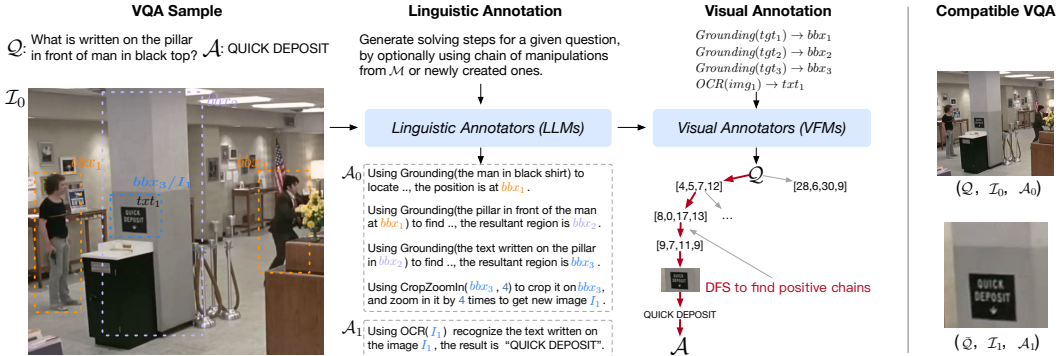 VQA Sample
Q: What is written on the pillar
in front of man in black top?
A: QUICK DEPOSIT
I0
bbx2
bbx1
bbx1
bbx3/I1
txt1
QUICK
DEPOSIT
Linguistic Annotation
Generate solving steps for a given question,
by optionally using chain of manipulations
from M or newly created ones.
Linguistic Annotators (LLMs)
A0
Using Grounding(the man in black shirt) to
locate .., the position is at bbx1.
Using Grounding(the pillar in front of the man
at bbx1) to find .., the resultant region is bbx2.
Using Grounding(the text written on the pillar
in bbx2) to find .., the resultant region is bbx3.
Using CropZoomIn(bbx3, 4) to crop it on bbx3,
and zoom in it by 4 times to get new image I1.
A1
Using OCR(I1) recognize the text written on
the image I1, the result is "QUICK DEPOSIT".
Visual Annotation
Grounding(tgt1) → bbx1
Grounding(tgt2) → bbx2
Grounding(tgt3) → bbx3
OCR(img1) → txt1
Visual Annotators (VFMs)
Q
[4,5,7,12]
[28,6,30,9]
[8,0,17,13]
...
[9,7,11,9]
DFS to find positive chains
QUICK DEPOSIT
A
Compatible VQA
(Q, I0, A0)
QUICK
DEPOSIT
(Q̄, I1, A1)